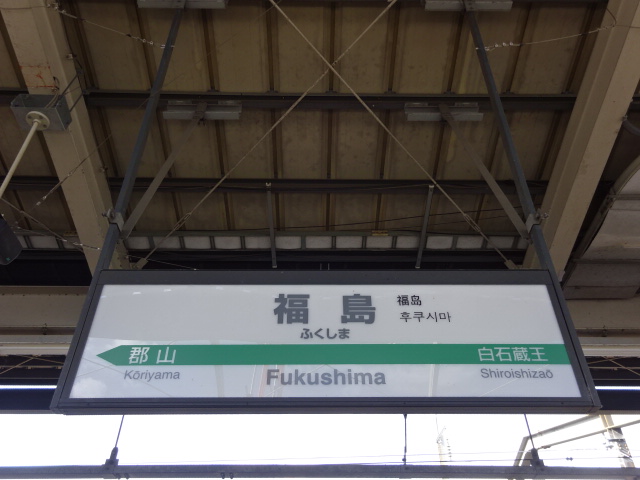 福島
福岛
후쿠시마
ふくしま
郡山 白石蔵王
Kōriyama Fukushima Shiroishizaō